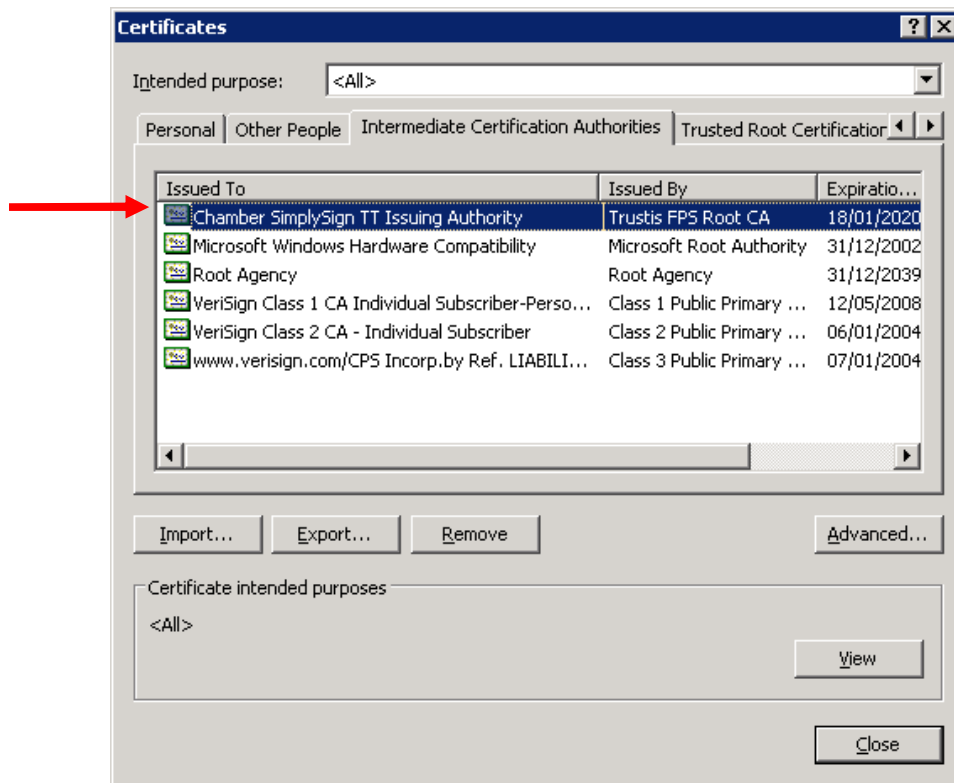 Certificates
Intended purpose: <All>
Personal Other People Intermediate Certification Authorities Trusted Root Certification
Issued To Issued By Expiratio...
Chamber SimplySign TT Issuing Authority Trustis FPS Root CA 18/01/2020
Microsoft Windows Hardware Compatibility Microsoft Root Authority 31/12/2002
Root Agency Root Agency 31/12/2039
VeriSign Class 1 CA Individual Subscriber-Perso... Class 1 Public Primary ... 12/05/2008
VeriSign Class 2 CA - Individual Subscriber Class 2 Public Primary ... 06/01/2004
www.verisign.com/CPS Incorp.by Ref. LIABILI... Class 3 Public Primary ... 07/01/2004
Import... Export... Remove Advanced...
Certificate intended purposes
<All>
View
Close